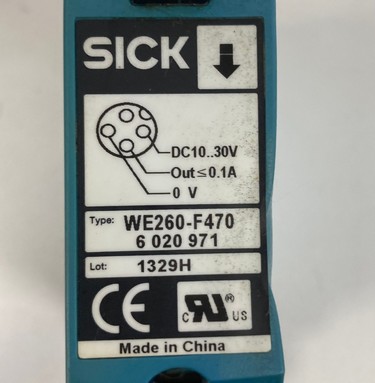 SICK
DC10..30V
Out≤0.1A
0 V
Type: WE260-F470
6 020 971
Lot: 1329H
CE C RU® US
Made in China